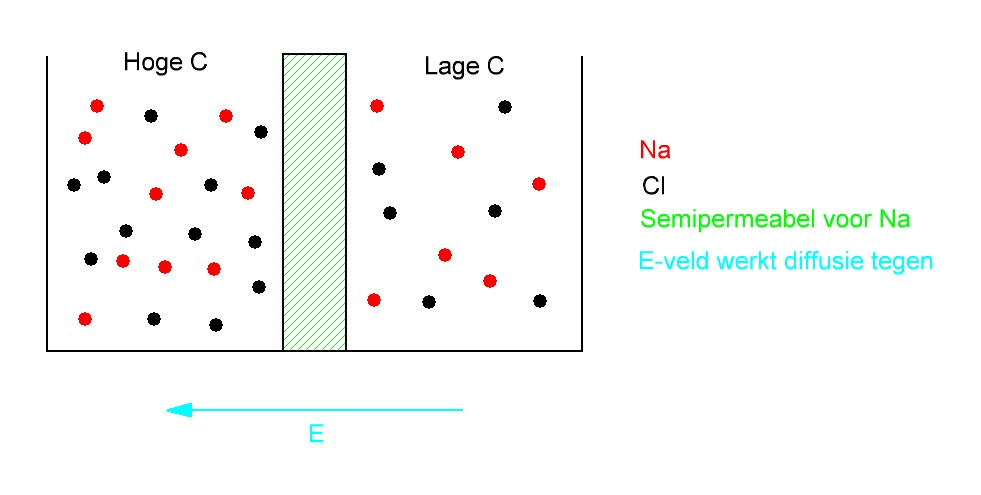 Hoge C
Lage C
Na
Cl
Semipermeabel voor Na
E-veld werkt diffusie tegen
E